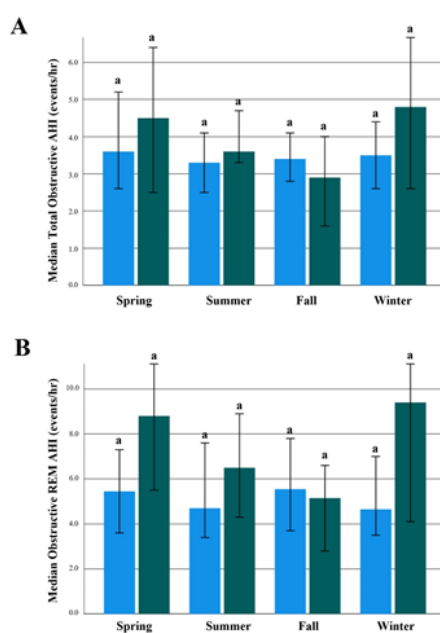 A
Median Total Obstructive AHI (events/hr)
6.0
5.0
4.0
3.0
2.0
1.0
0.0
a a a a a a a a
Spring Summer Fall Winter
B
Median Obstructive REM AHI (events/hr)
10.0
8.0
6.0
4.0
2.0
0.0
a a a a a a a a
Spring Summer Fall Winter